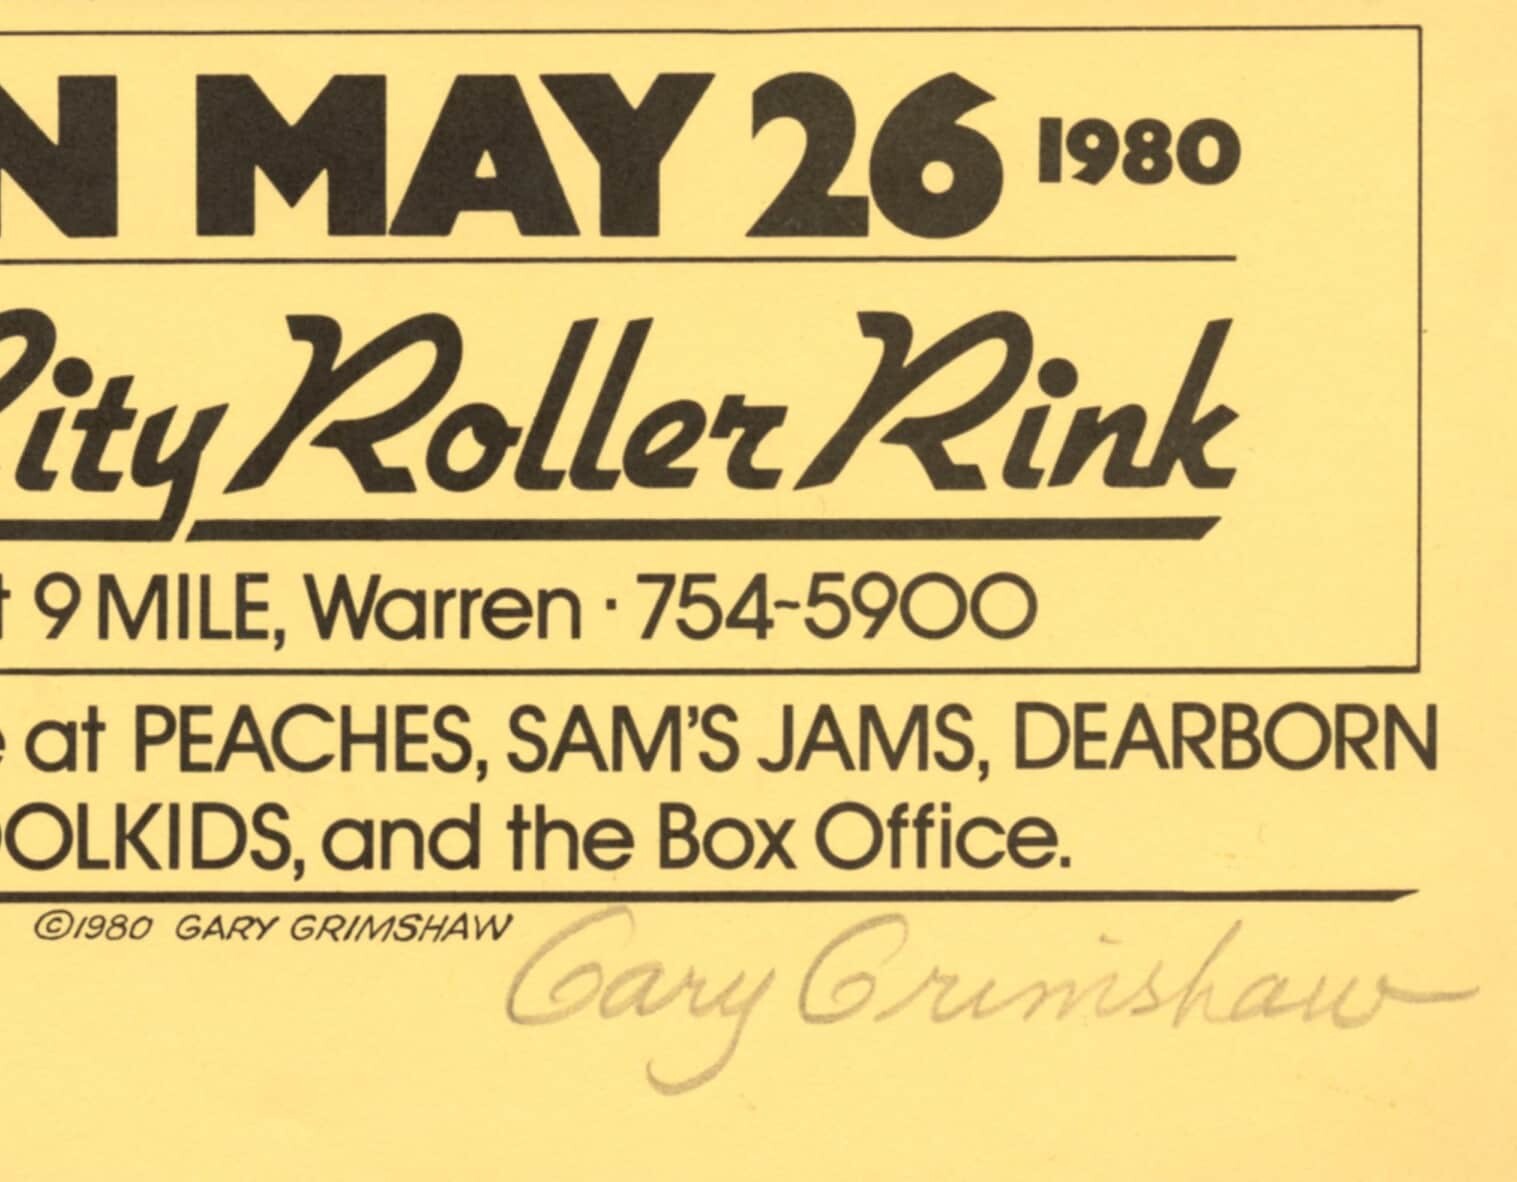 N MAY 26 1980
City Roller Rink
9 MILE, Warren · 754-5900
at PEACHES, SAM'S JAMS, DEARBORN
OOLKIDS, and the Box Office.
©1980 GARY GRIMSHAW
Gary Grimshaw